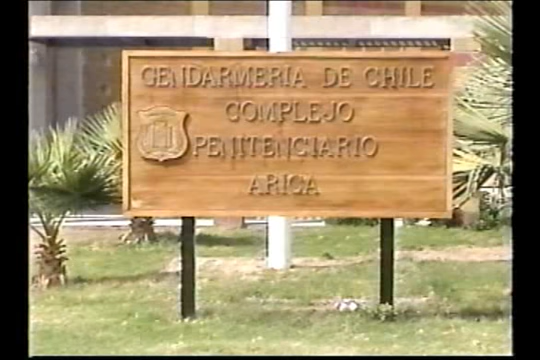 GENDARMERIA DE CHILE
COMPLEJO
PENITENCIARIO
ARICA